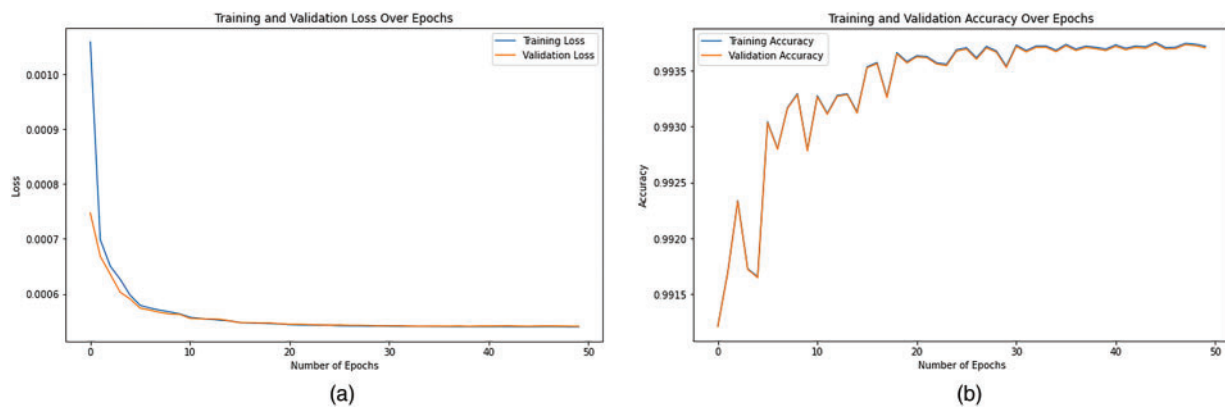 Training and Validation Loss Over Epochs
Training Loss
Validation Loss
0.0010
0.0009
0.0008
0.0007
0.0006
Loss
0
10
20
30
40
50
Number of Epochs
(a)
Training and Validation Accuracy Over Epochs
Training Accuracy
Validation Accuracy
0.9935
0.9930
0.9925
0.9920
0.9915
Accuracy
0
10
20
30
40
50
Number of Epochs
(b)